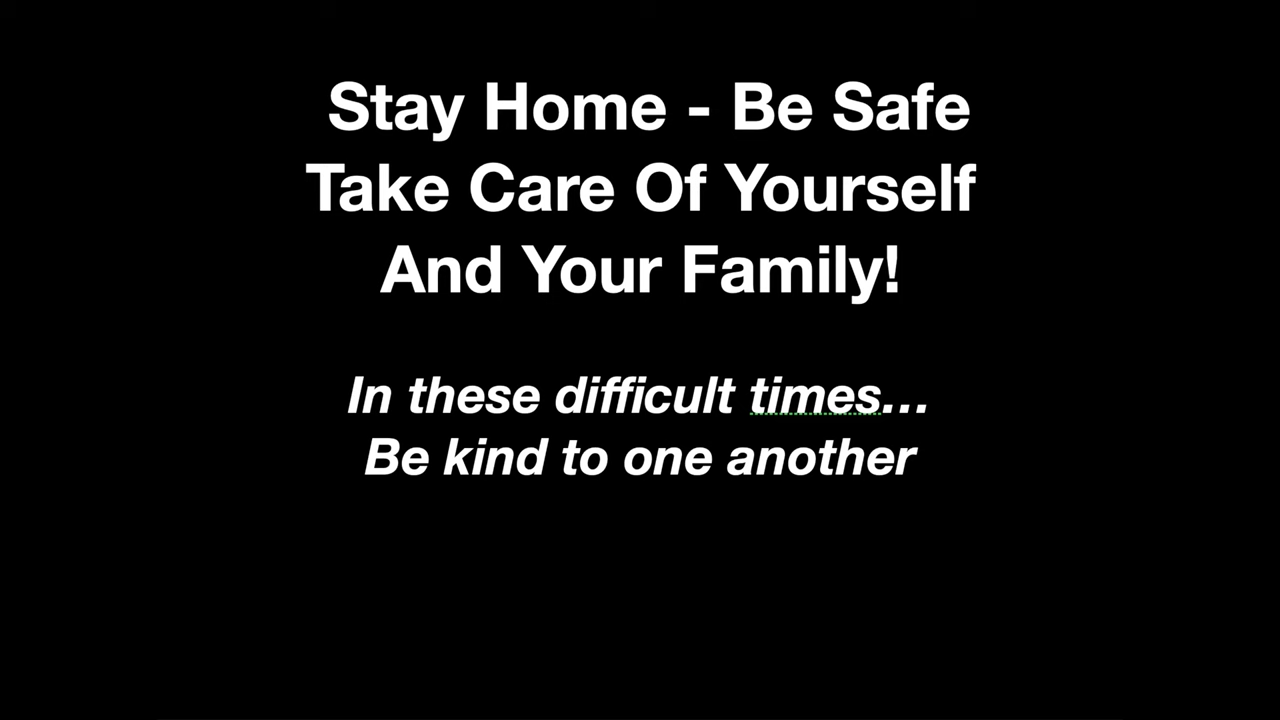 Stay Home - Be Safe
Take Care Of Yourself
And Your Family!
In these difficult times...
Be kind to one another